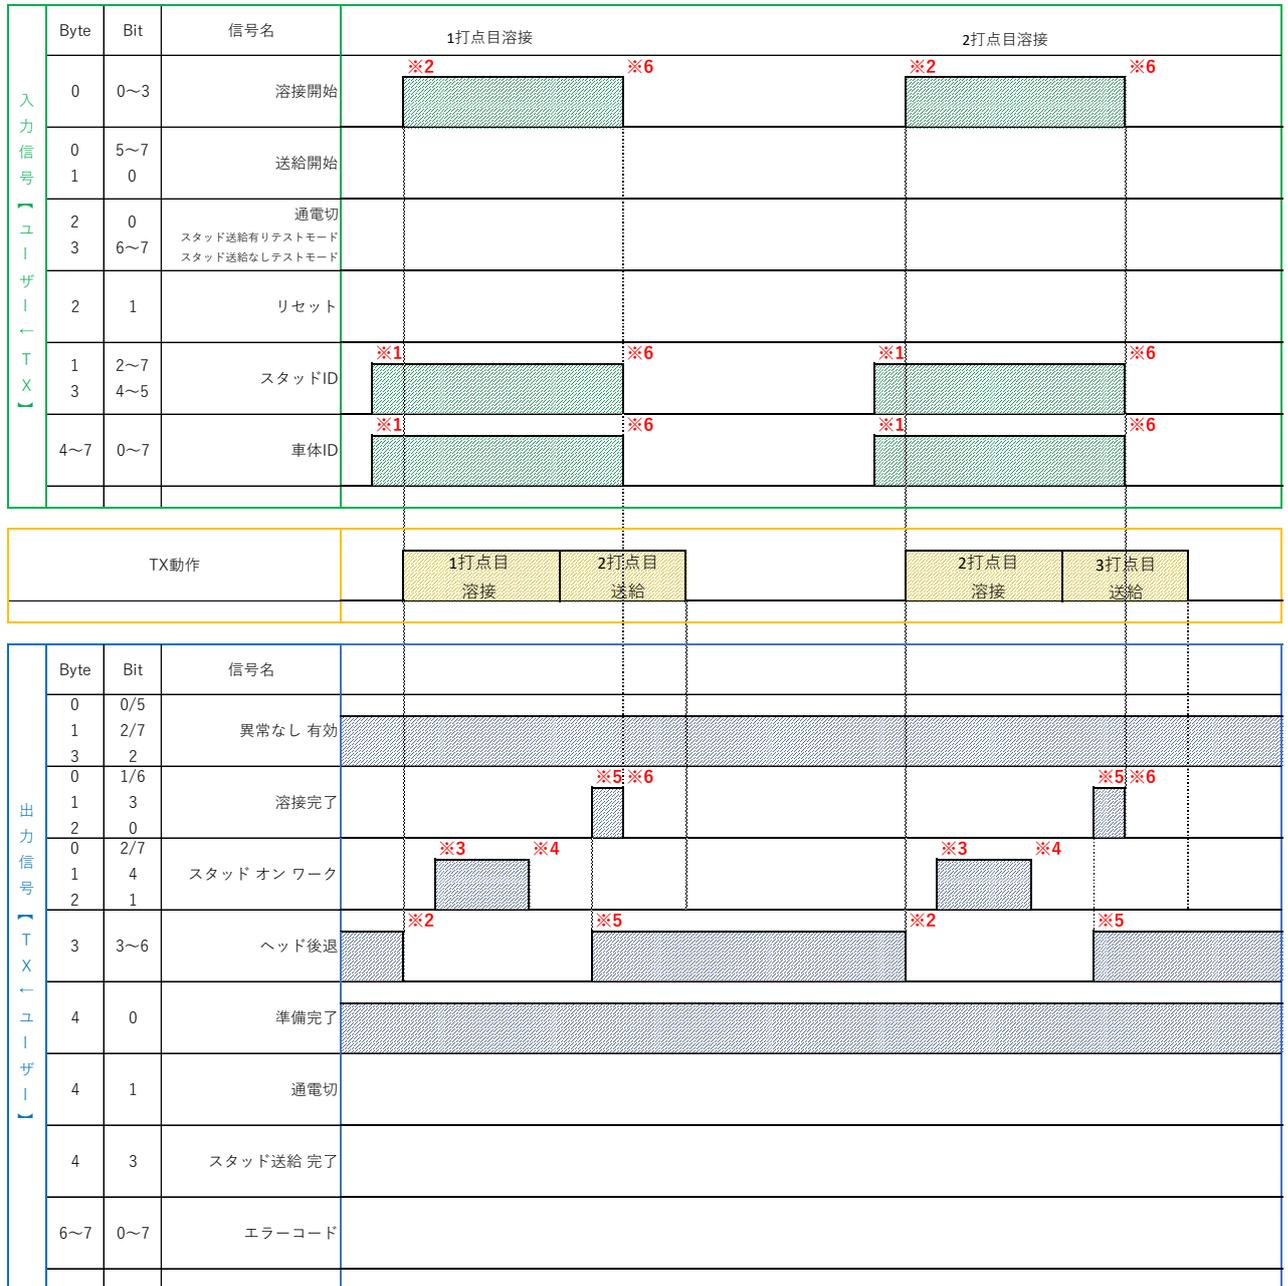 Byte Bit 信号名
1打点目溶接 2打点目溶接
入力信号【ユーザー←TX】
※2 ※6 ※2 ※6
0 0～3 溶接開始
0 5～7
送給開始
1 0
通電切
2 0
スタッド送給有りテストモード
3 6～7
スタッド送給なしテストモード
2 1 リセット
※1 ※6 ※1 ※6
1 2～7
スタッドID
3 4～5
※1 ※6 ※1 ※6
4～7 0～7 車体ID
TX動作
1打点目 2打点目 2打点目 3打点目
溶接 送給 溶接 送給
出力信号【TX←ユーザー】
Byte Bit 信号名
0 0/5
1 2/7 異常なし 有効
3 2
0 1/6 ※5 ※6 ※5 ※6
1 3 溶接完了
2 0
0 2/7 ※3 ※4 ※3 ※4
1 4 スタッド オン ワーク
2 1
※2 ※5 ※2 ※5
3 3～6 ヘッド後退
4 0 準備完了
4 1 通電切
4 3 スタッド送給 完了
6～7 0～7 エラーコード